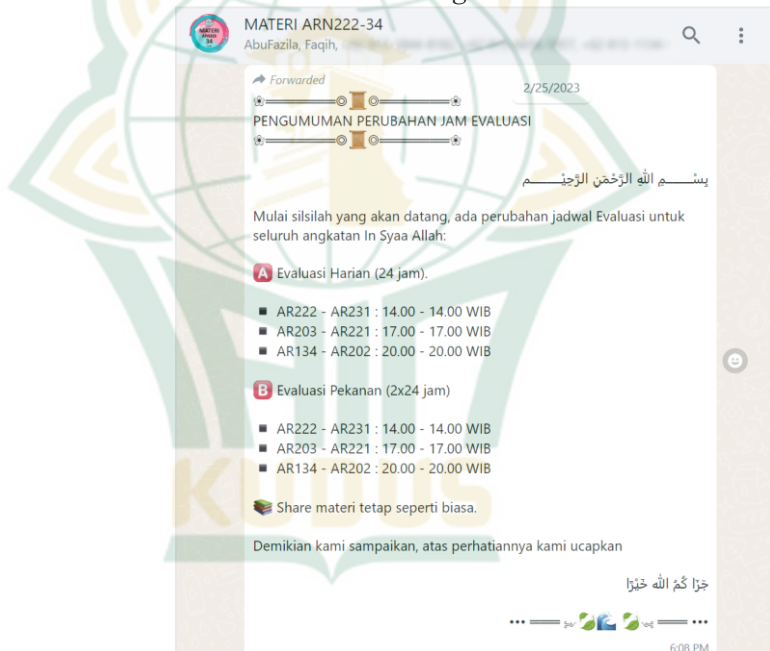 MATERI ARN222-34
AbuFazila, Faqih,
Forwarded
2/25/2023
PENGUMUMAN PERUBAHAN JAM EVALUASI
بِسْــــــمِ اللهِ الرَّحْمَنِ الرَّحِيْــــــم
Mulai silsilah yang akan datang, ada perubahan jadwal Evaluasi untuk
seluruh angkatan In Syaa Allah:
A Evaluasi Harian (24 jam).
▪ AR222 - AR231 : 14.00 - 14.00 WIB
▪ AR203 - AR221 : 17.00 - 17.00 WIB
▪ AR134 - AR202 : 20.00 - 20.00 WIB
B Evaluasi Pekanan (2x24 jam)
▪ AR222 - AR231 : 14.00 - 14.00 WIB
▪ AR203 - AR221 : 17.00 - 17.00 WIB
▪ AR134 - AR202 : 20.00 - 20.00 WIB
Share materi tetap seperti biasa.
Demikian kami sampaikan, atas perhatiannya kami ucapkan
جَزَا كُمُ الله خَيْرًا
6:08 PM
KUDUS